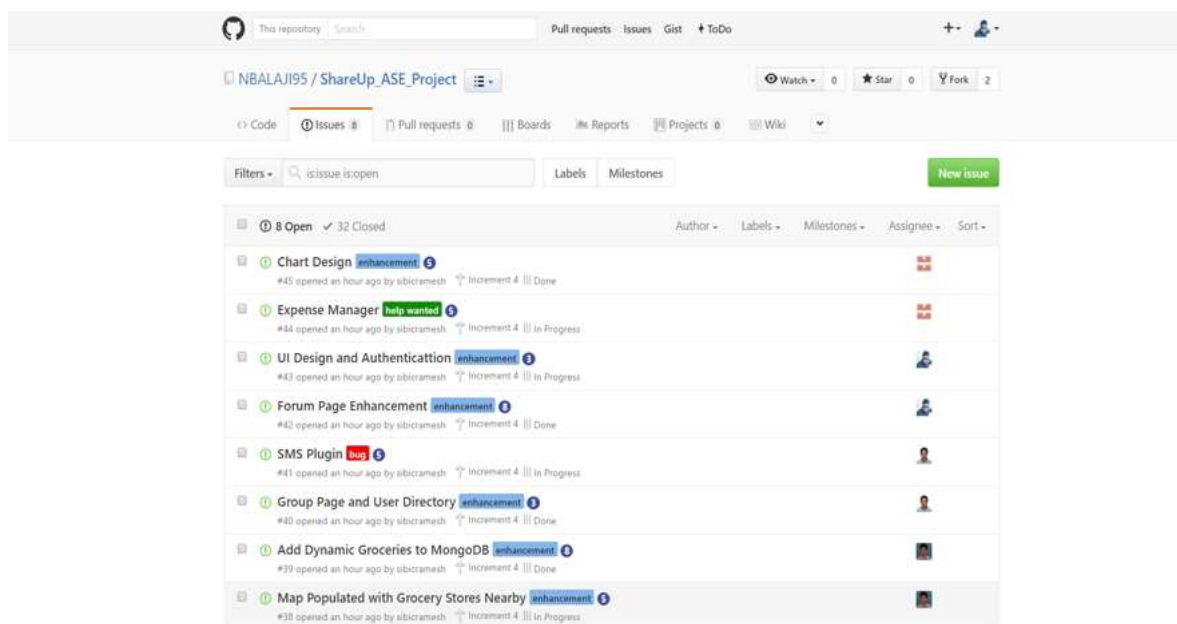 This repository Search Pull requests Issues Gist ToDo
NBALAJI95 / ShareUp_ASE_Project Watch 0 Star 0 Fork 2
Code Issues 8 Pull requests 0 Boards Reports Projects 0 Wiki
Filters is:issue is:open Labels Milestones New issue
8 Open 32 Closed Author Labels Milestones Assignee Sort
Chart Design enhancement 5
#45 opened an hour ago by sibicramesh Increment 4 Done
Expense Manager help wanted 5
#44 opened an hour ago by sibicramesh Increment 4 In Progress
UI Design and Authenticattion enhancement 3
#43 opened an hour ago by sibicramesh Increment 4 In Progress
Forum Page Enhancement enhancement 8
#42 opened an hour ago by sibicramesh Increment 4 Done
SMS Plugin bug 5
#41 opened an hour ago by sibicramesh Increment 4 In Progress
Group Page and User Directory enhancement 3
#40 opened an hour ago by sibicramesh Increment 4 Done
Add Dynamic Groceries to MongoDB enhancement 8
#39 opened an hour ago by sibicramesh Increment 4 Done
Map Populated with Grocery Stores Nearby enhancement 5
#38 opened an hour ago by sibicramesh Increment 4 In Progress